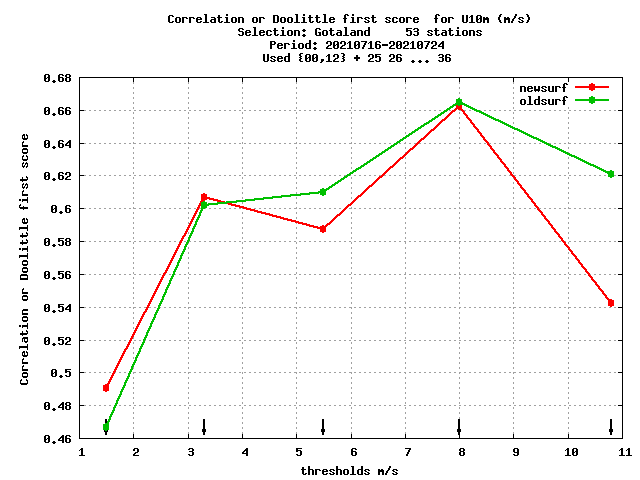 Correlation or Doolittle first score  for U10m (m/s)
Selection: Gotaland     53 stations
Period: 20210716-20210724
Used {00,12} + 25 26 ... 36
newsurf
oldsurf
Correlation or Doolittle first score
0.68
0.66
0.64
0.62
0.6
0.58
0.56
0.54
0.52
0.5
0.48
0.46
1 2 3 4 5 6 7 8 9 10 11
thresholds m/s